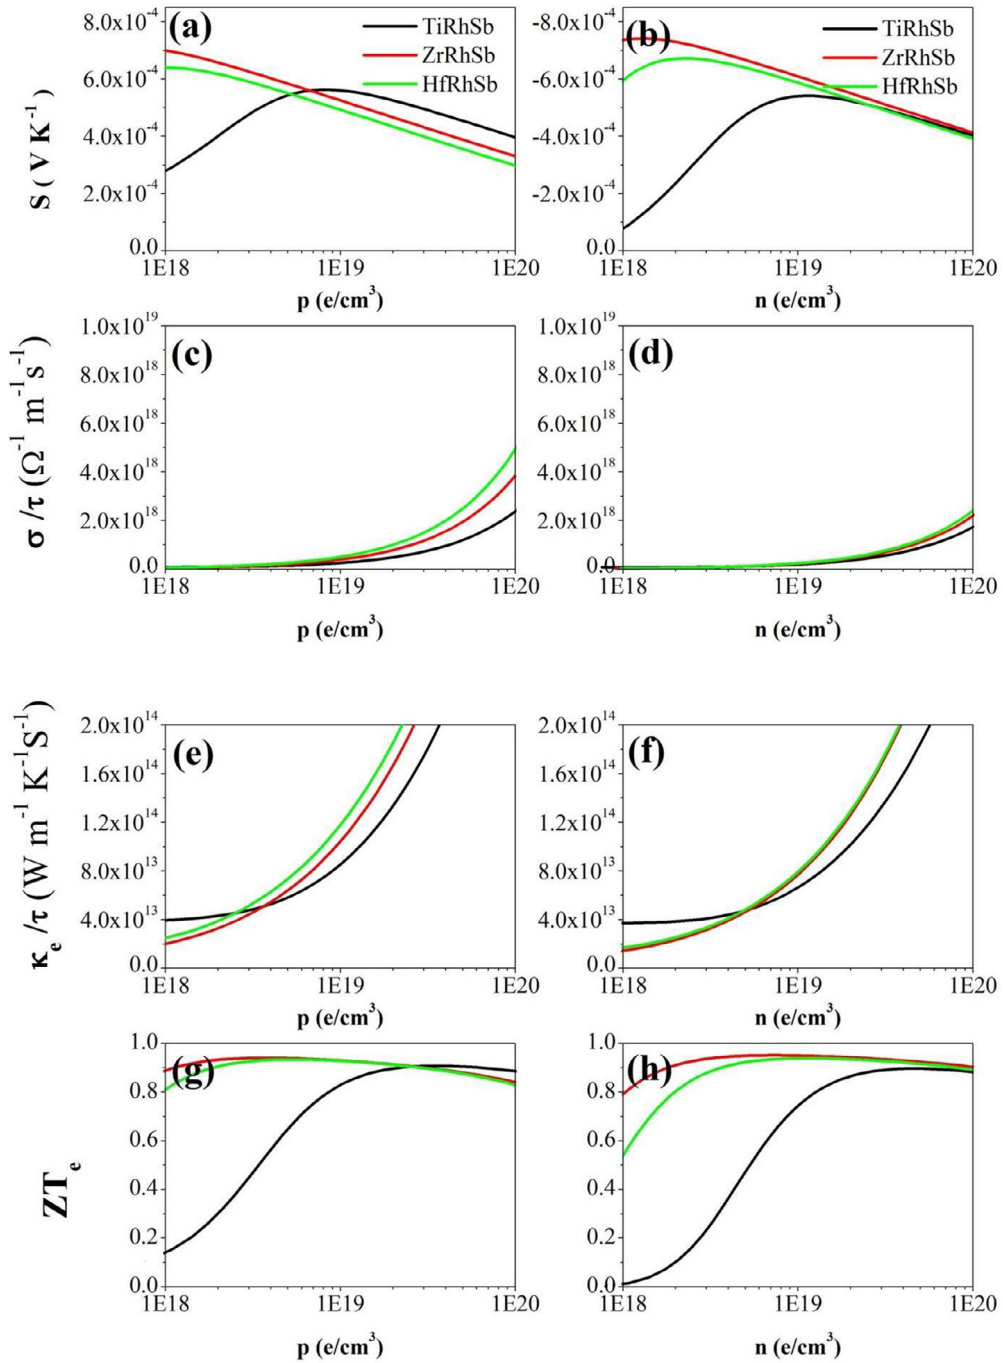 (a)
TiRhSb
ZrRhSb
HfRhSb
8.0x10⁻⁴
6.0x10⁻⁴
4.0x10⁻⁴
2.0x10⁻⁴
0.0
S ( V K⁻¹)
1E18 1E19 1E20
p (e/cm³)
(b)
TiRhSb
ZrRhSb
HfRhSb
-8.0x10⁻⁴
-6.0x10⁻⁴
-4.0x10⁻⁴
-2.0x10⁻⁴
0.0
1E18 1E19 1E20
n (e/cm³)
(c)
1.0x10¹⁹
8.0x10¹⁸
6.0x10¹⁸
4.0x10¹⁸
2.0x10¹⁸
0.0
σ /τ (Ω⁻¹ m⁻¹s⁻¹)
1E18 1E19 1E20
p (e/cm³)
(d)
1.0x10¹⁹
8.0x10¹⁸
6.0x10¹⁸
4.0x10¹⁸
2.0x10¹⁸
0.0
1E18 1E19 1E20
n (e/cm³)
(e)
2.0x10¹⁴
1.6x10¹⁴
1.2x10¹⁴
8.0x10¹³
4.0x10¹³
0.0
κₑ /τ (W m⁻¹ K⁻¹S⁻¹)
1E18 1E19 1E20
p (e/cm³)
(f)
2.0x10¹⁴
1.6x10¹⁴
1.2x10¹⁴
8.0x10¹³
4.0x10¹³
0.0
1E18 1E19 1E20
n (e/cm³)
(g)
1.0
0.8
0.6
0.4
0.2
0.0
ZTₑ
1E18 1E19 1E20
p (e/cm³)
(h)
1.0
0.8
0.6
0.4
0.2
0.0
1E18 1E19 1E20
n (e/cm³)